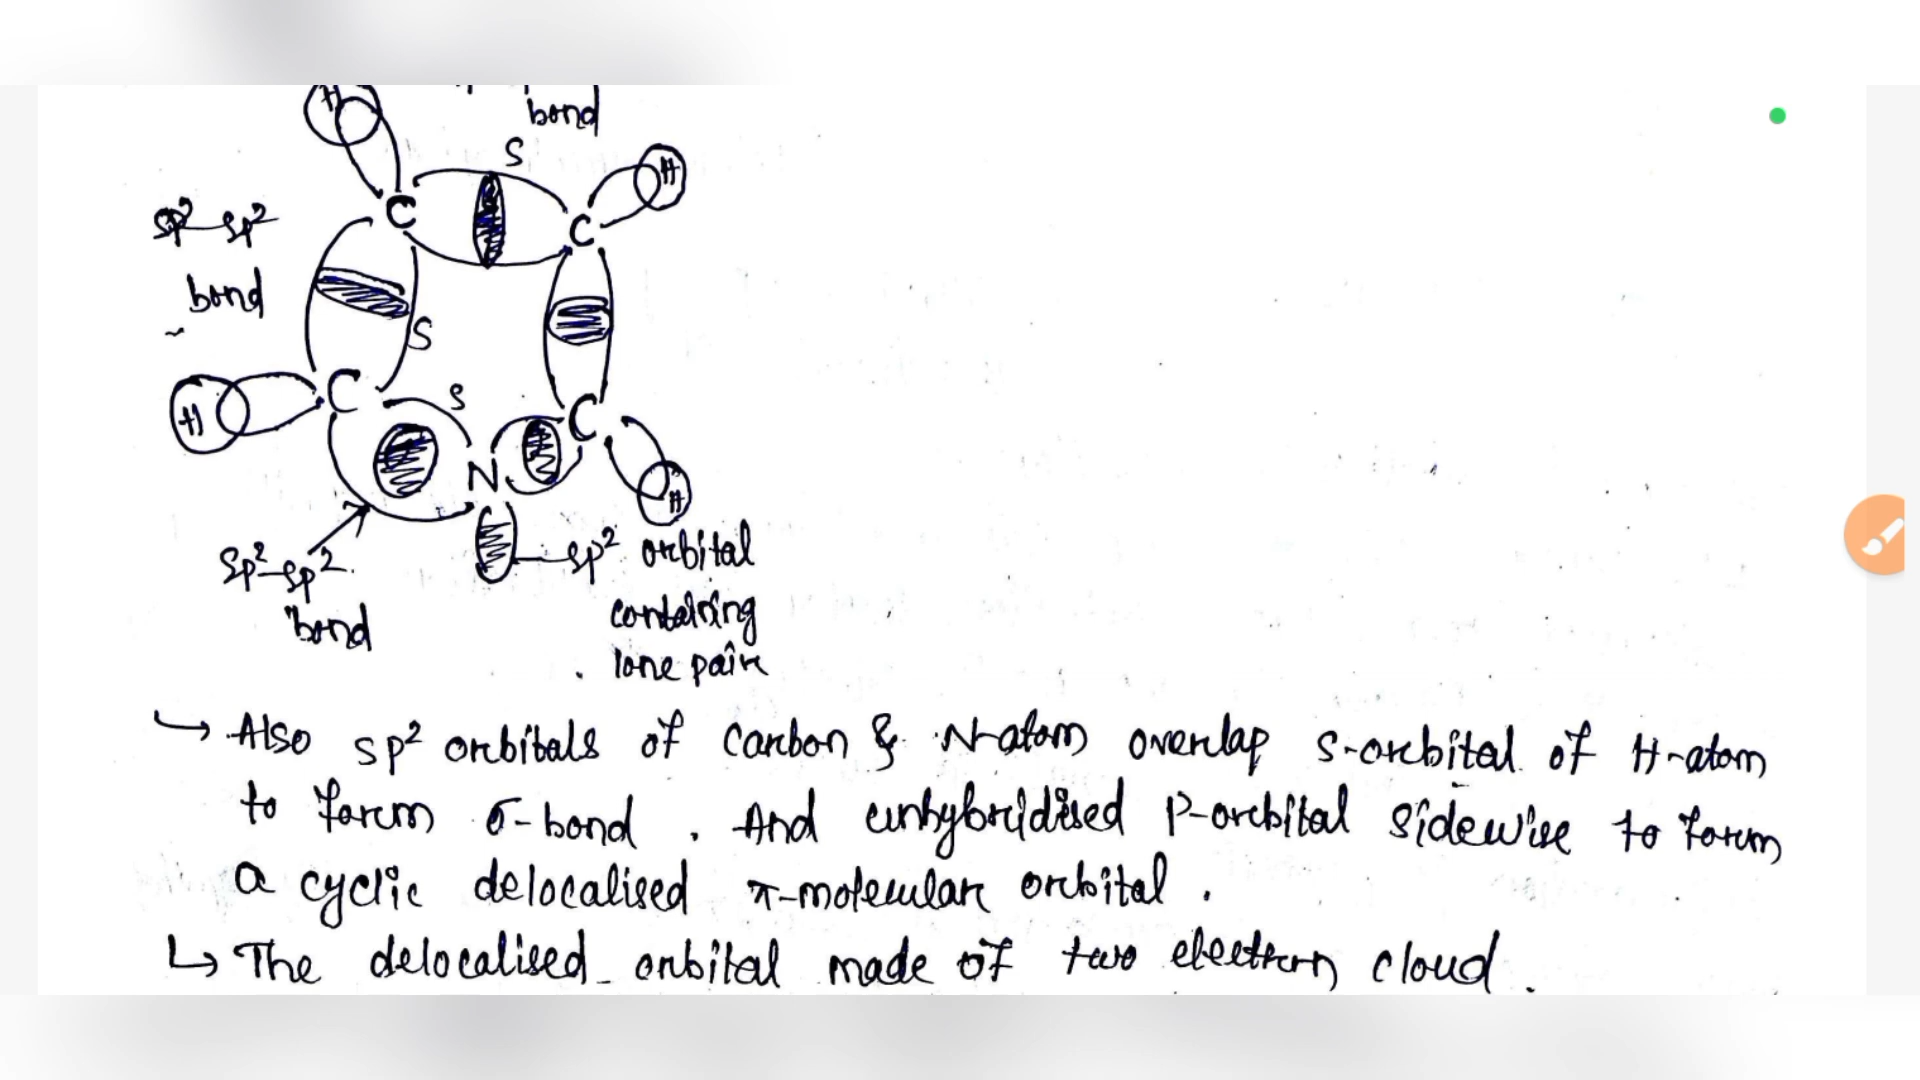 bond
H
S
H
C
C
sp²-sp²
bond
S
S
C
C
H
N
H
sp² orbital
containing
lone pair
sp²-sp²
bond
↳ Also sp² orbitals of carbon & N-atom overlap s-orbital of H-atom
to form σ-bond. And unhybridised p-orbital sidewise to form
a cyclic delocalised π-molecular orbital.
↳ The delocalised orbital made of two electron cloud.